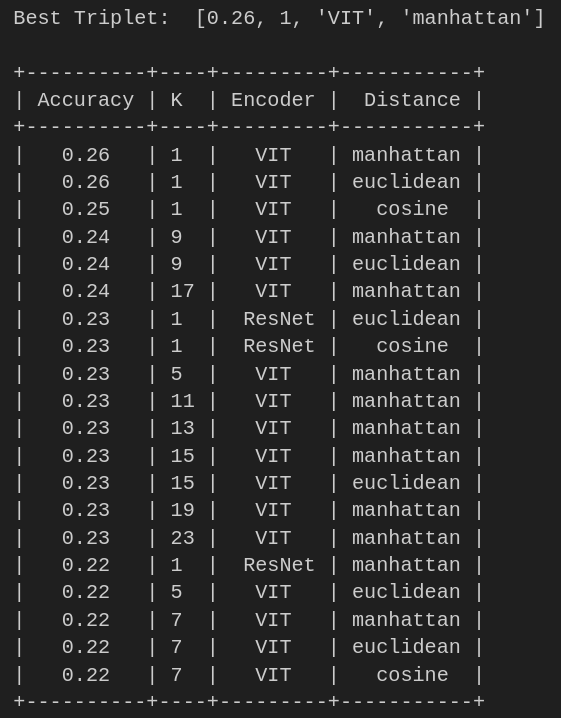 Best Triplet:  [0.26, 1, 'VIT', 'manhattan']
+----------+----+---------+-----------+
| Accuracy | K  | Encoder |  Distance |
+----------+----+---------+-----------+
|   0.26   | 1  |   VIT   | manhattan |
|   0.26   | 1  |   VIT   | euclidean |
|   0.25   | 1  |   VIT   |   cosine  |
|   0.24   | 9  |   VIT   | manhattan |
|   0.24   | 9  |   VIT   | euclidean |
|   0.24   | 17 |   VIT   | manhattan |
|   0.23   | 1  |  ResNet | euclidean |
|   0.23   | 1  |  ResNet |   cosine  |
|   0.23   | 5  |   VIT   | manhattan |
|   0.23   | 11 |   VIT   | manhattan |
|   0.23   | 13 |   VIT   | manhattan |
|   0.23   | 15 |   VIT   | manhattan |
|   0.23   | 15 |   VIT   | euclidean |
|   0.23   | 19 |   VIT   | manhattan |
|   0.23   | 23 |   VIT   | manhattan |
|   0.22   | 1  |  ResNet | manhattan |
|   0.22   | 5  |   VIT   | euclidean |
|   0.22   | 7  |   VIT   | manhattan |
|   0.22   | 7  |   VIT   | euclidean |
|   0.22   | 7  |   VIT   |   cosine  |
+----------+----+---------+-----------+